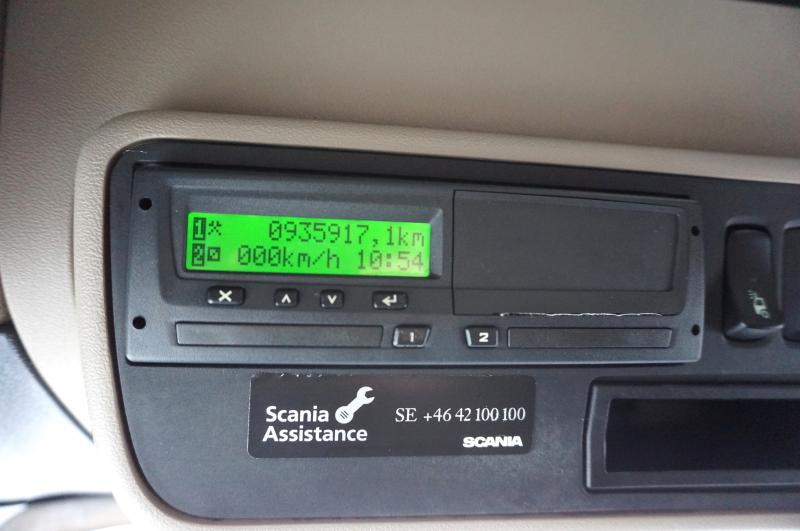 1 0935917,1km
2 000km/h 10:54
1 2
Scania
Assistance
SE +46 42 100 100
SCANIA